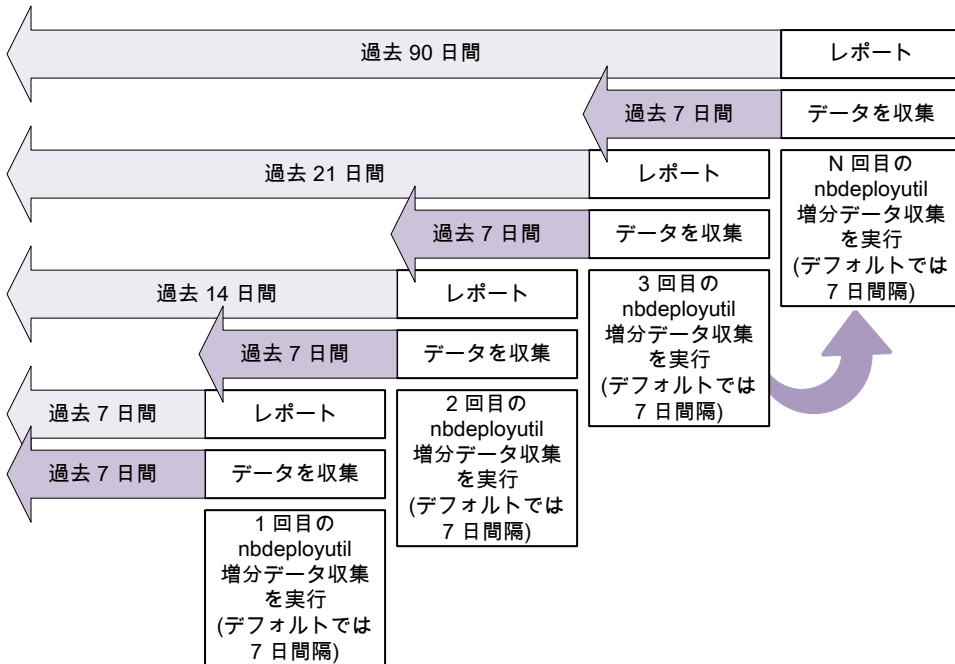 過去 90 日間
レポート
過去 7 日間
データを収集
過去 21 日間
レポート
N 回目の
nbdeployutil
増分データ収集
を実行
(デフォルトでは
7 日間隔)
過去 7 日間
データを収集
過去 14 日間
レポート
3 回目の
nbdeployutil
増分データ収集
を実行
(デフォルトでは
7 日間隔)
過去 7 日間
データを収集
過去 7 日間
レポート
2 回目の
nbdeployutil
増分データ収集
を実行
(デフォルトでは
7 日間隔)
過去 7 日間
データを収集
1 回目の
nbdeployutil
増分データ収集
を実行
(デフォルトでは
7 日間隔)